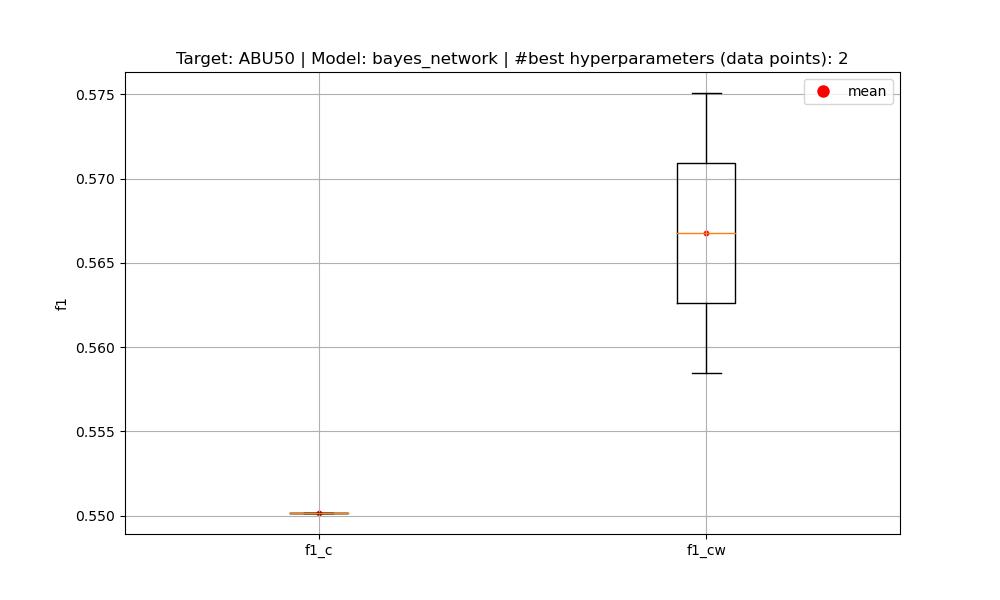 Target: ABU50 | Model: bayes_network | #best hyperparameters (data points): 2
mean
0.575
0.570
0.565
0.560
0.555
0.550
f1
f1_c
f1_cw